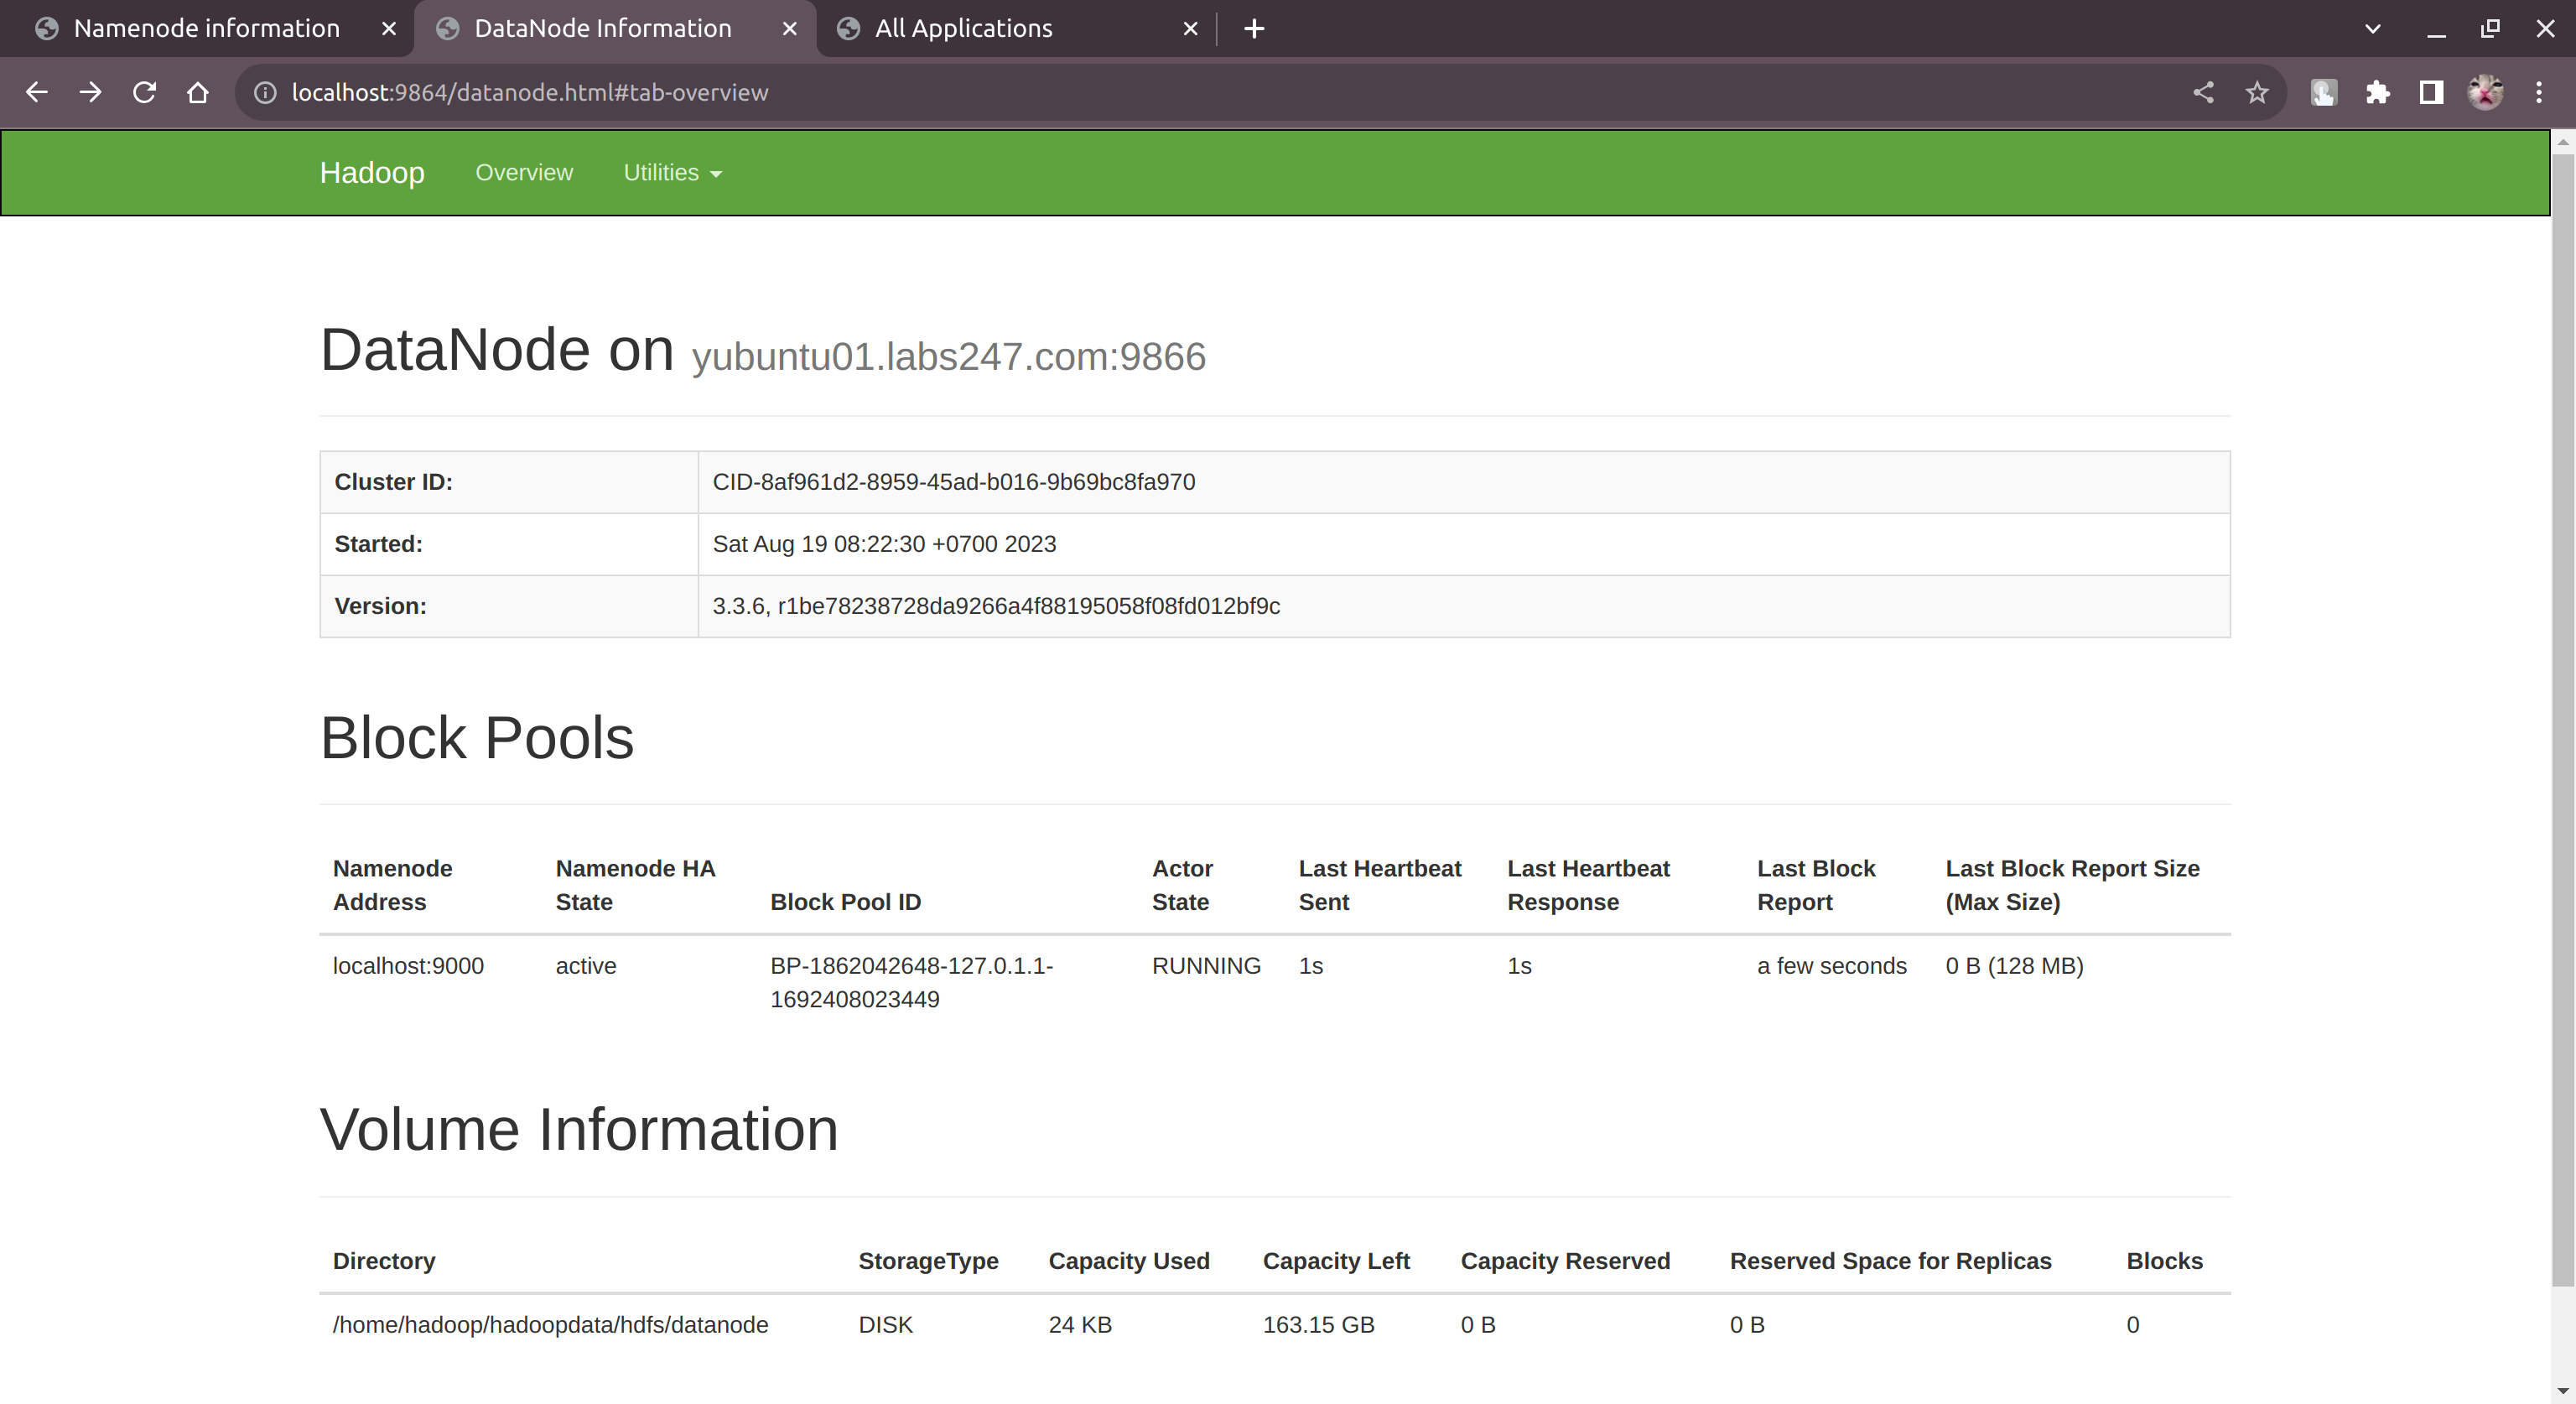 Namenode information
DataNode Information
All Applications
localhost:9864/datanode.html#tab-overview
Hadoop Overview Utilities
DataNode on yubuntu01.labs247.com:9866
Cluster ID: CID-8af961d2-8959-45ad-b016-9b69bc8fa970
Started: Sat Aug 19 08:22:30 +0700 2023
Version: 3.3.6, r1be78238728da9266a4f88195058f08fd012bf9c
Block Pools
Namenode Address Namenode HA State Block Pool ID Actor State Last Heartbeat Sent Last Heartbeat Response Last Block Report Last Block Report Size (Max Size)
localhost:9000 active BP-1862042648-127.0.1.1-1692408023449 RUNNING 1s 1s a few seconds 0 B (128 MB)
Volume Information
Directory StorageType Capacity Used Capacity Left Capacity Reserved Reserved Space for Replicas Blocks
/home/hadoop/hadoopdata/hdfs/datanode DISK 24 KB 163.15 GB 0 B 0 B 0